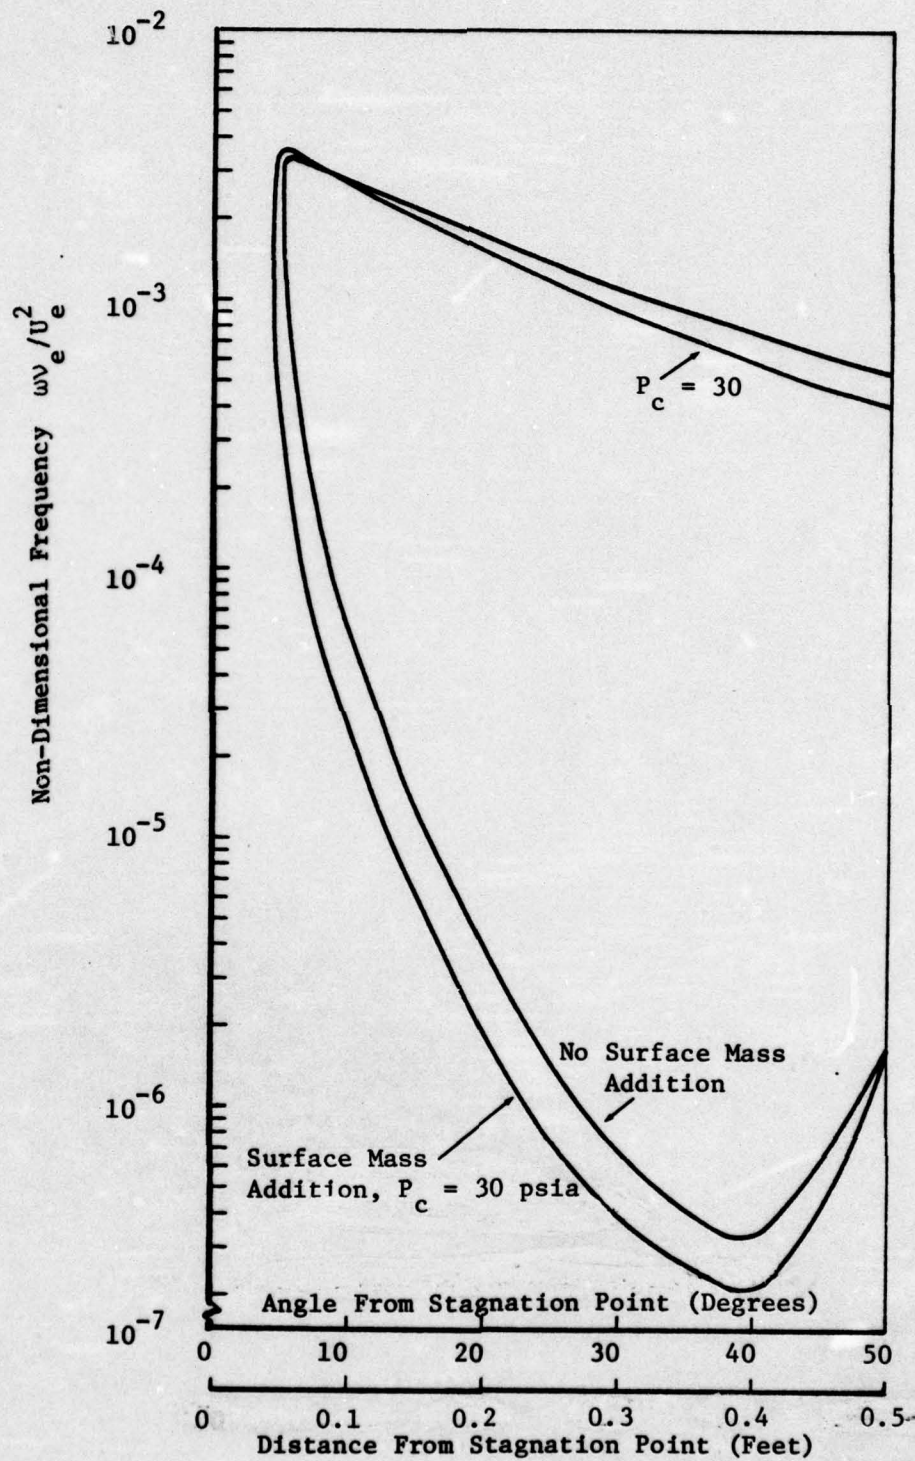 10⁻²
10⁻³
10⁻⁴
10⁻⁵
10⁻⁶
10⁻⁷
Non-Dimensional Frequency ων_e/U_e²
P_c = 30
No Surface Mass
Addition
Surface Mass
Addition, P_c = 30 psia
Angle From Stagnation Point (Degrees)
0 10 20 30 40 50
0 0.1 0.2 0.3 0.4 0.5
Distance From Stagnation Point (Feet)